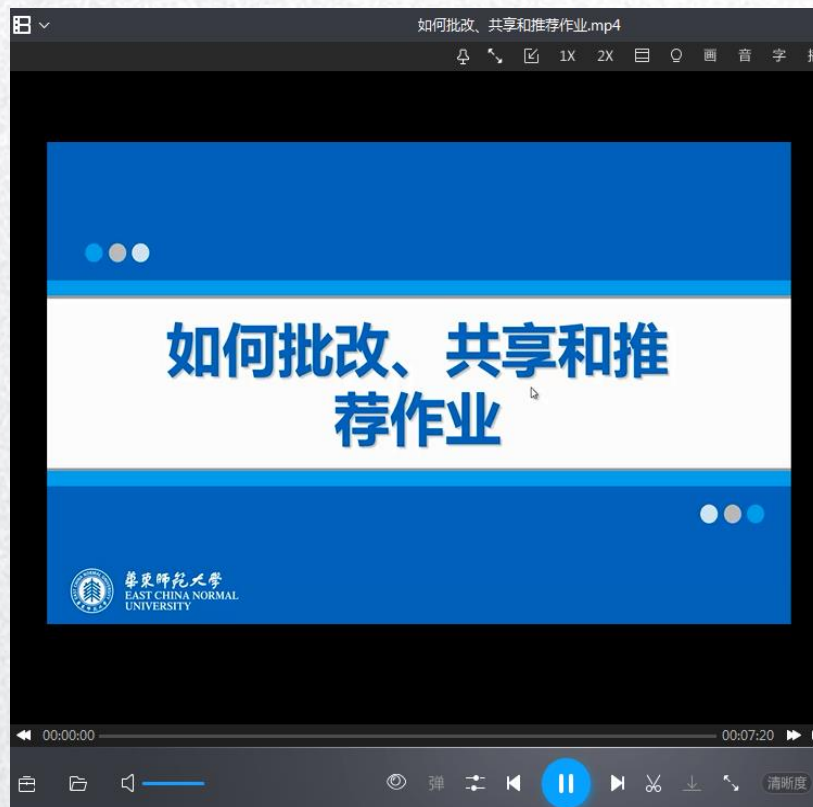 如何批改、共享和推荐作业.mp4
1X 2X 画 音 字
如何批改、共享和推
荐作业
華東師範大學
EAST CHINA NORMAL
UNIVERSITY
00:00:00
00:07:20
弹
清晰度